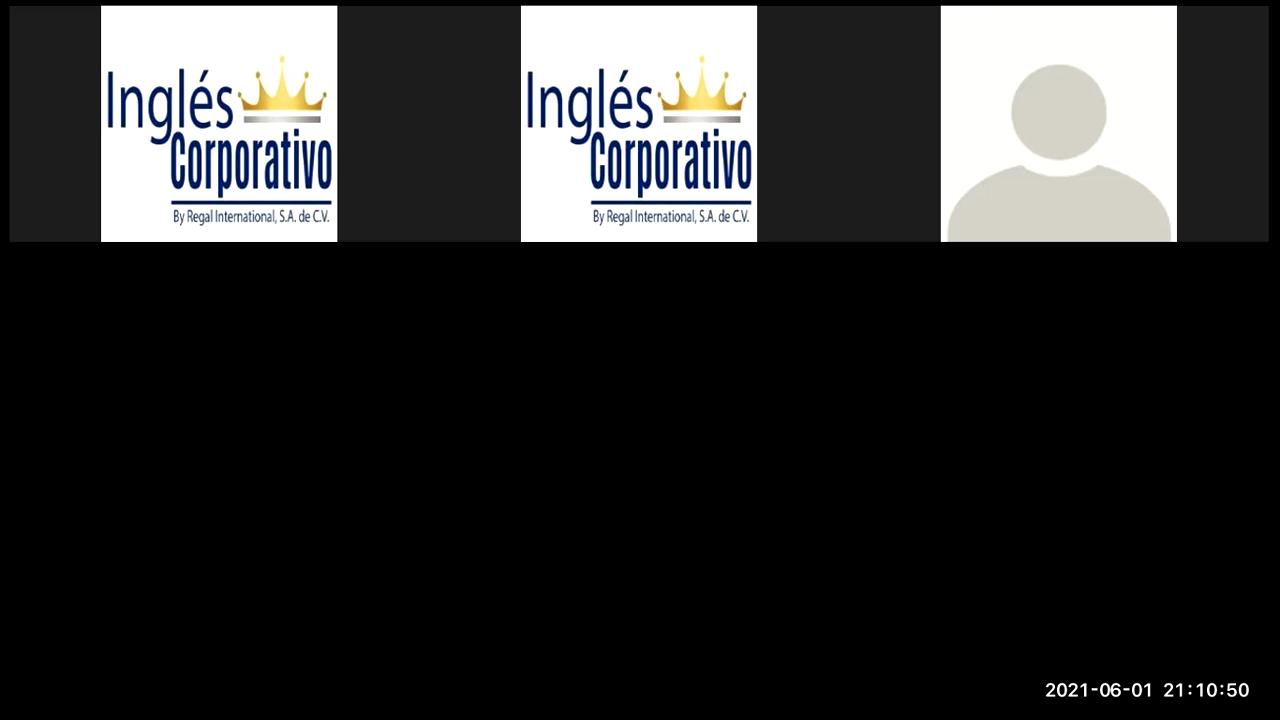 Inglés
Corporativo
By Regal International, S.A. de C.V.
Inglés
Corporativo
By Regal International, S.A. de C.V.
2021-06-01 21:10:50